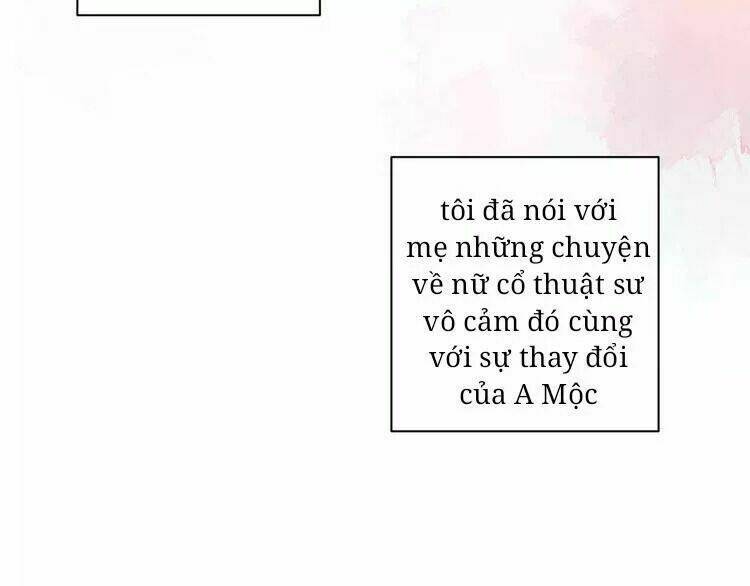 tôi đã nói với
mẹ những chuyện
về nữ cổ thuật sư
vô cảm đó cùng
với sự thay đổi
của A Mộc